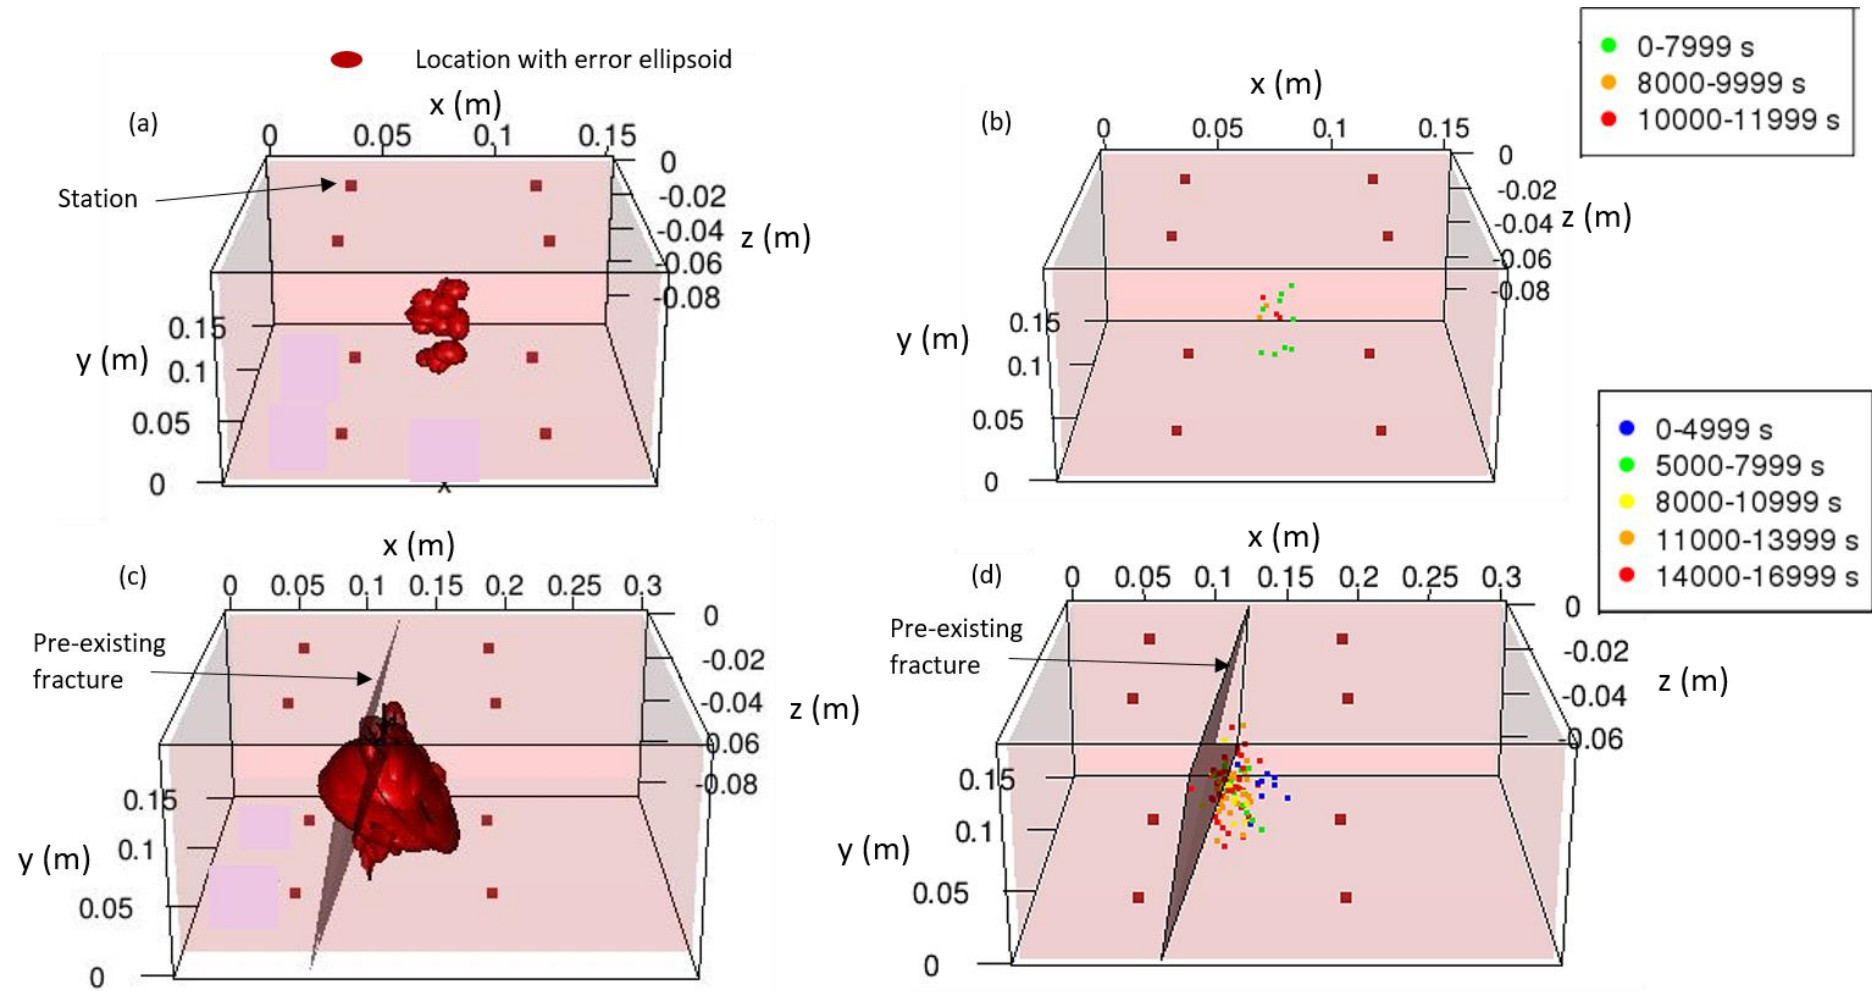 Location with error ellipsoid
x (m)
(a)
0 0.05 0.1 0.15
0
-0.02
-0.04
-0.06
-0.08
z (m)
Station
0.15
0.1
0.05
0
y (m)
x (m)
(b)
0 0.05 0.1 0.15
0
-0.02
-0.04
-0.06
-0.08
z (m)
0.15
0.1
0.05
0
y (m)
0-7999 s
8000-9999 s
10000-11999 s
x (m)
(c)
0 0.05 0.1 0.15 0.2 0.25 0.3
0
-0.02
-0.04
0.06
-0.08
z (m)
Pre-existing
fracture
0.15
0.1
0.05
0
y (m)
x (m)
(d)
0 0.05 0.1 0.15 0.2 0.25 0.3
0
-0.02
-0.04
-0.06
z (m)
Pre-existing
fracture
0.15
0.1
0.05
0
y (m)
0-4999 s
5000-7999 s
8000-10999 s
11000-13999 s
14000-16999 s